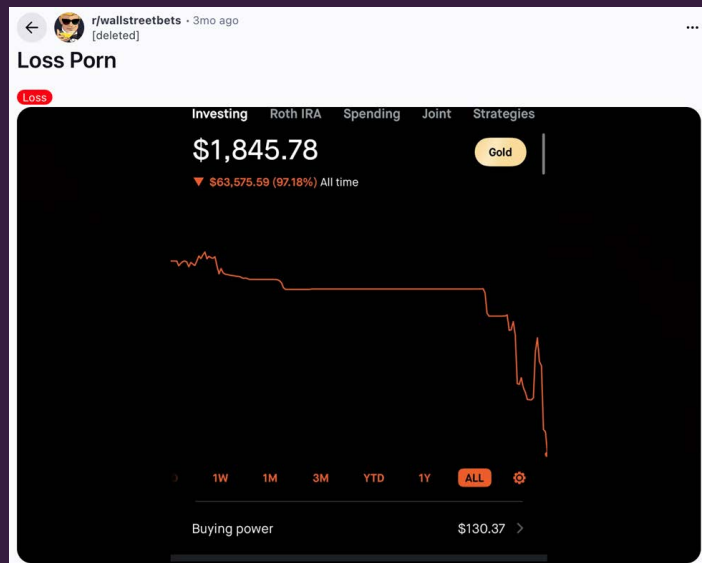 r/wallstreetbets • 3mo ago
[deleted]
Loss Porn
Loss
Investing Roth IRA Spending Joint Strategies
$1,845.78
Gold
▼ $63,575.59 (97.18%) All time
1W 1M 3M YTD 1Y ALL
Buying power $130.37